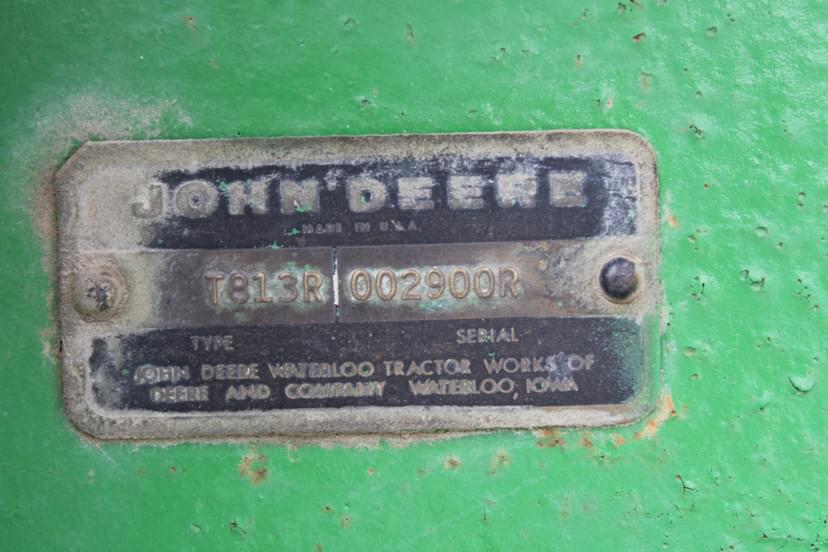 JOHN DEERE
MADE IN U.S.A.
T813R 002900R
TYPE SERIAL
JOHN DEERE WATERLOO TRACTOR WORKS OF
DEERE AND COMPANY WATERLOO, IOWA